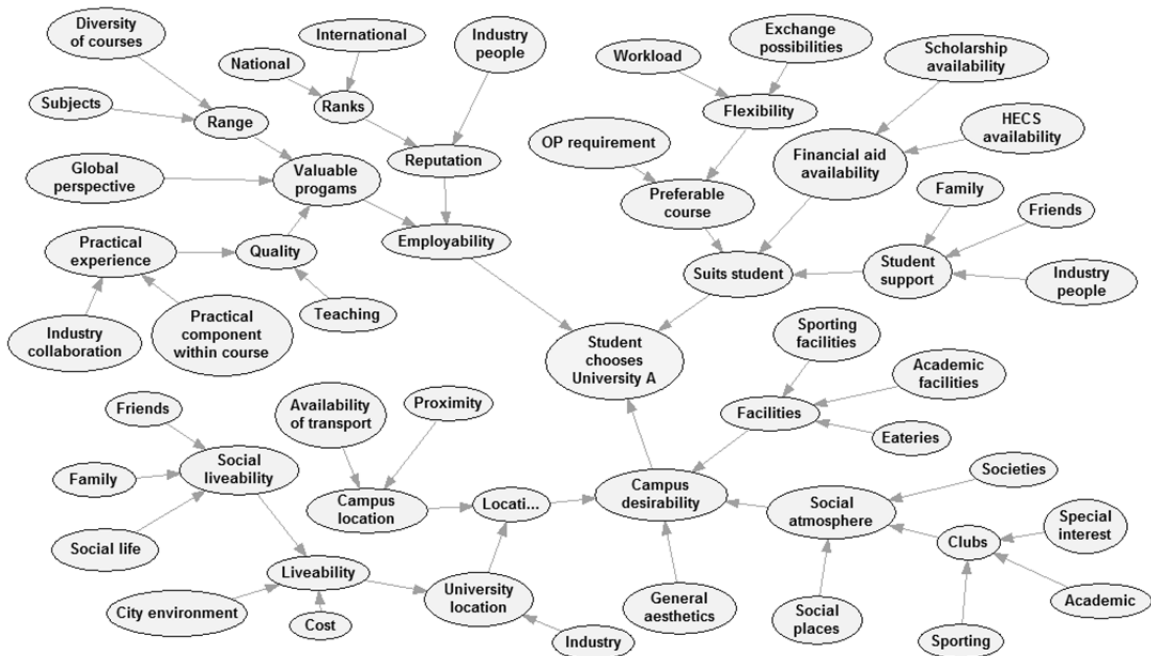 Diversity
of courses
International
Industry
people
National
Ranks
Subjects
Range
Reputation
Global
perspective
Valuable
progams
Practical
experience
Quality
Employability
Industry
collaboration
Practical
component
within course
Teaching
Exchange
possibilities
Scholarship
availability
Workload
Flexibility
HECS
availability
OP requirement
Financial aid
availability
Preferable
course
Family
Friends
Suits student
Student
support
Industry
people
Student
chooses
University A
Sporting
facilities
Academic
facilities
Facilities
Eateries
Friends
Availability
of transport
Proximity
Family
Social
liveability
Campus
location
Locati...
Campus
desirability
Social life
Liveability
University
location
City environment
Cost
Industry
General
aesthetics
Social
atmosphere
Societies
Special
interest
Clubs
Social
places
Academic
Sporting